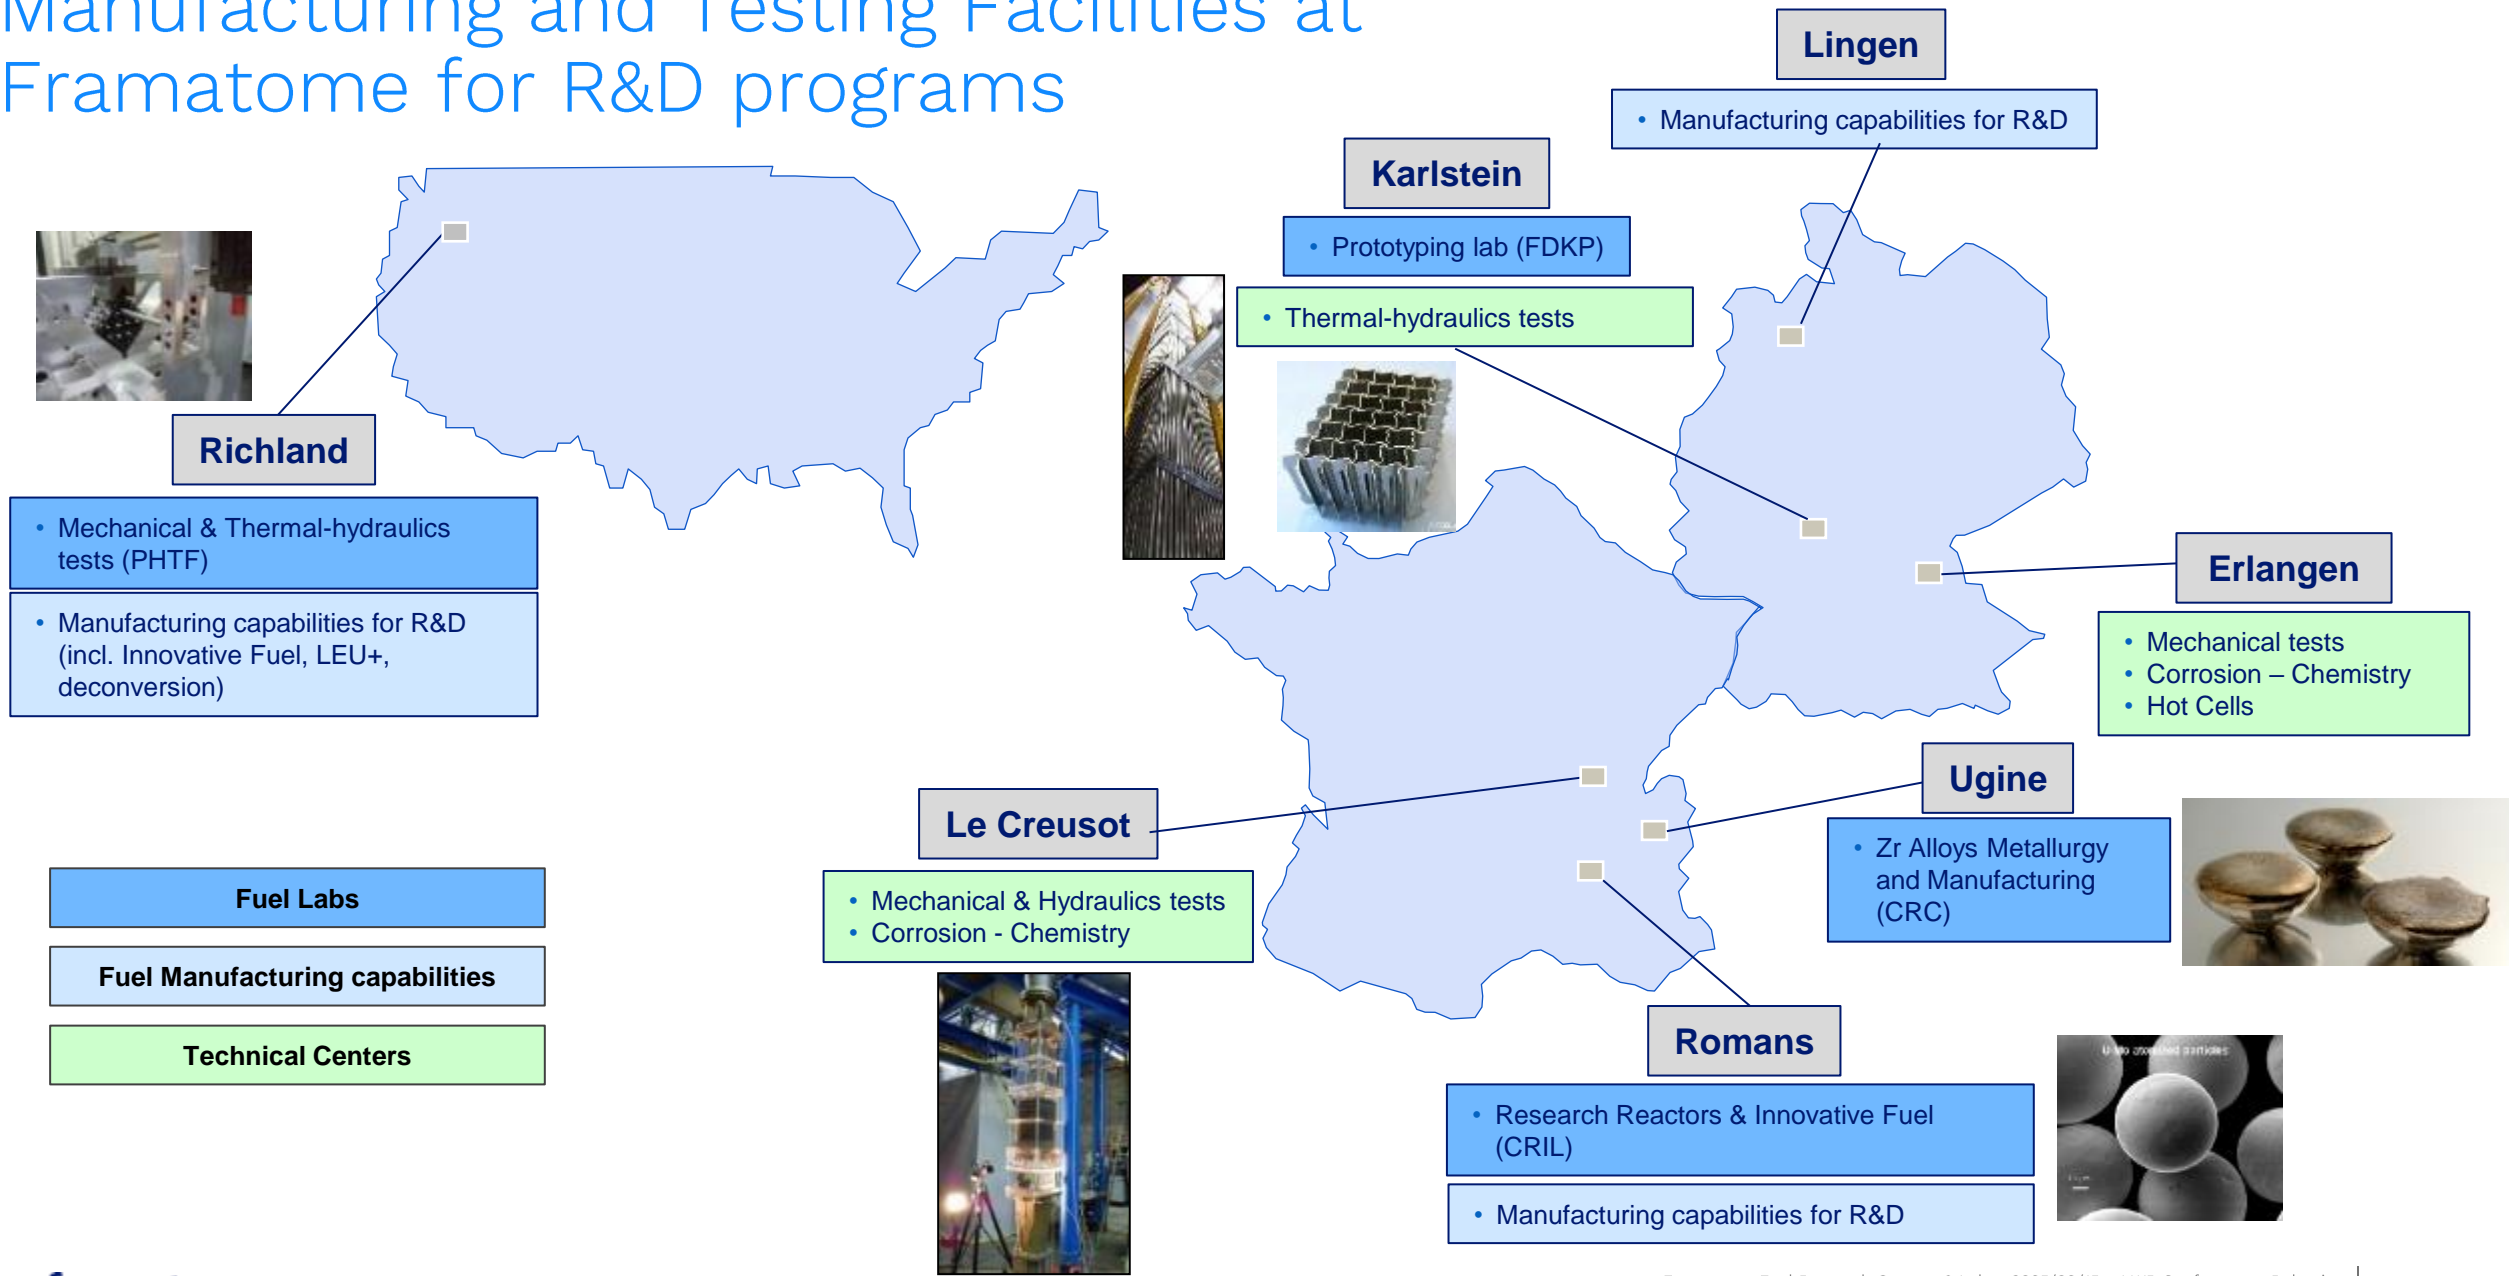 Manufacturing and Testing Facilities at
Framatome for R&D programs
Lingen
• Manufacturing capabilities for R&D
Karlstein
• Prototyping lab (FDKP)
• Thermal-hydraulics tests
Richland
• Mechanical & Thermal-hydraulics
tests (PHTF)
• Manufacturing capabilities for R&D
(incl. Innovative Fuel, LEU+,
deconversion)
Erlangen
• Mechanical tests
• Corrosion – Chemistry
• Hot Cells
Ugine
• Zr Alloys Metallurgy
and Manufacturing
(CRC)
Le Creusot
• Mechanical & Hydraulics tests
• Corrosion - Chemistry
Romans
• Research Reactors & Innovative Fuel
(CRIL)
• Manufacturing capabilities for R&D
Fuel Labs
Fuel Manufacturing capabilities
Technical Centers
particles